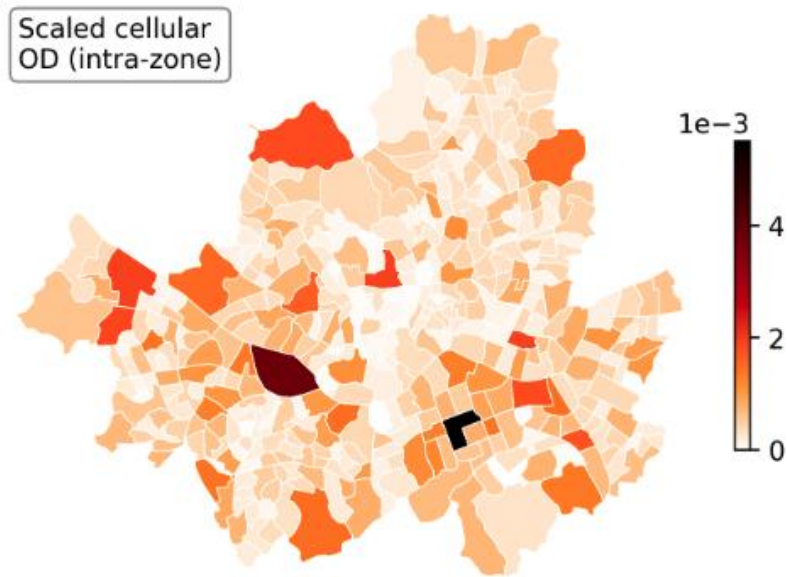 Scaled cellular
OD (intra-zone)
1e−3
4
2
0